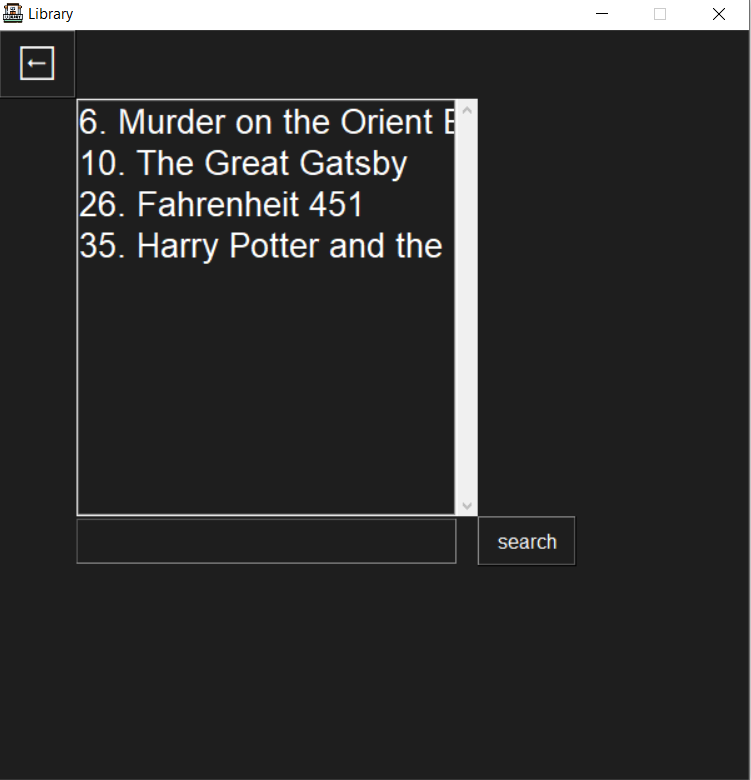 Library
←
6. Murder on the Orient E
10. The Great Gatsby
26. Fahrenheit 451
35. Harry Potter and the
search